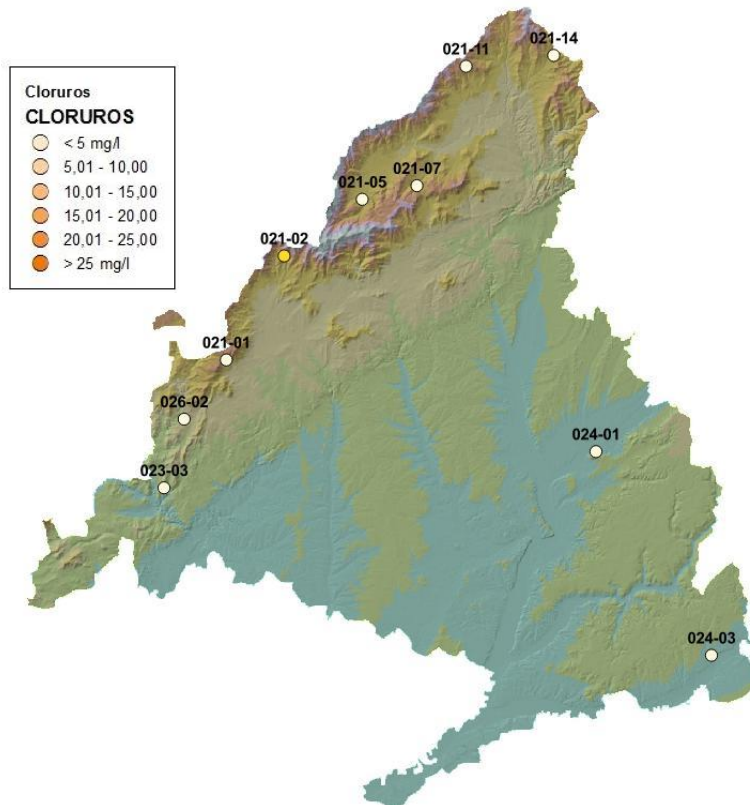 Cloruros
CLORUROS
< 5 mg/l
5,01 - 10,00
10,01 - 15,00
15,01 - 20,00
20,01 - 25,00
> 25 mg/l
021-11
021-14
021-07
021-05
021-02
021-01
026-02
024-01
023-03
024-03